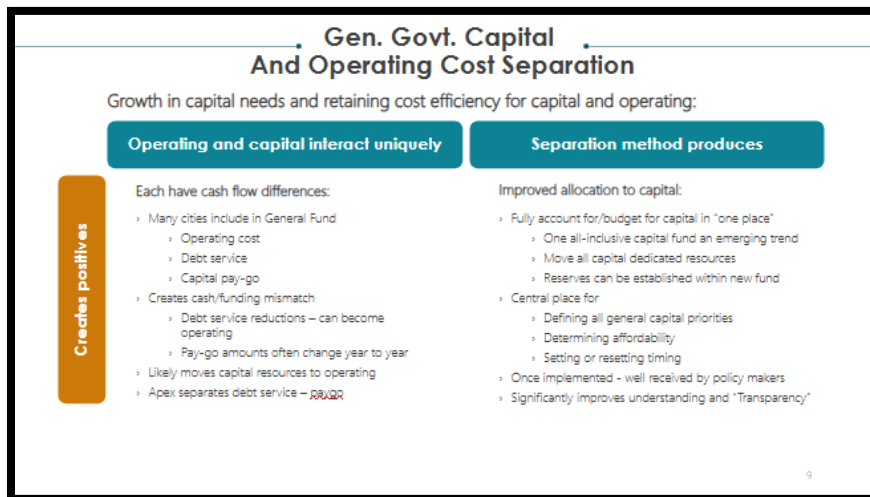 Gen. Govt. Capital
And Operating Cost Separation
Growth in capital needs and retaining cost efficiency for capital and operating:
Operating and capital interact uniquely
Separation method produces
Creates positives
Each have cash flow differences:
› Many cities include in General Fund
› Operating cost
› Debt service
› Capital pay-go
› Creates cash/funding mismatch
› Debt service reductions – can become
operating
› Pay-go amounts often change year to year
› Likely moves capital resources to operating
› Apex separates debt service – paygo
Improved allocation to capital:
› Fully account for/budget for capital in “one place”
› One all-inclusive capital fund an emerging trend
› Move all capital dedicated resources
› Reserves can be established within new fund
› Central place for
› Defining all general capital priorities
› Determining affordability
› Setting or resetting timing
› Once implemented - well received by policy makers
› Significantly improves understanding and “Transparency”
9